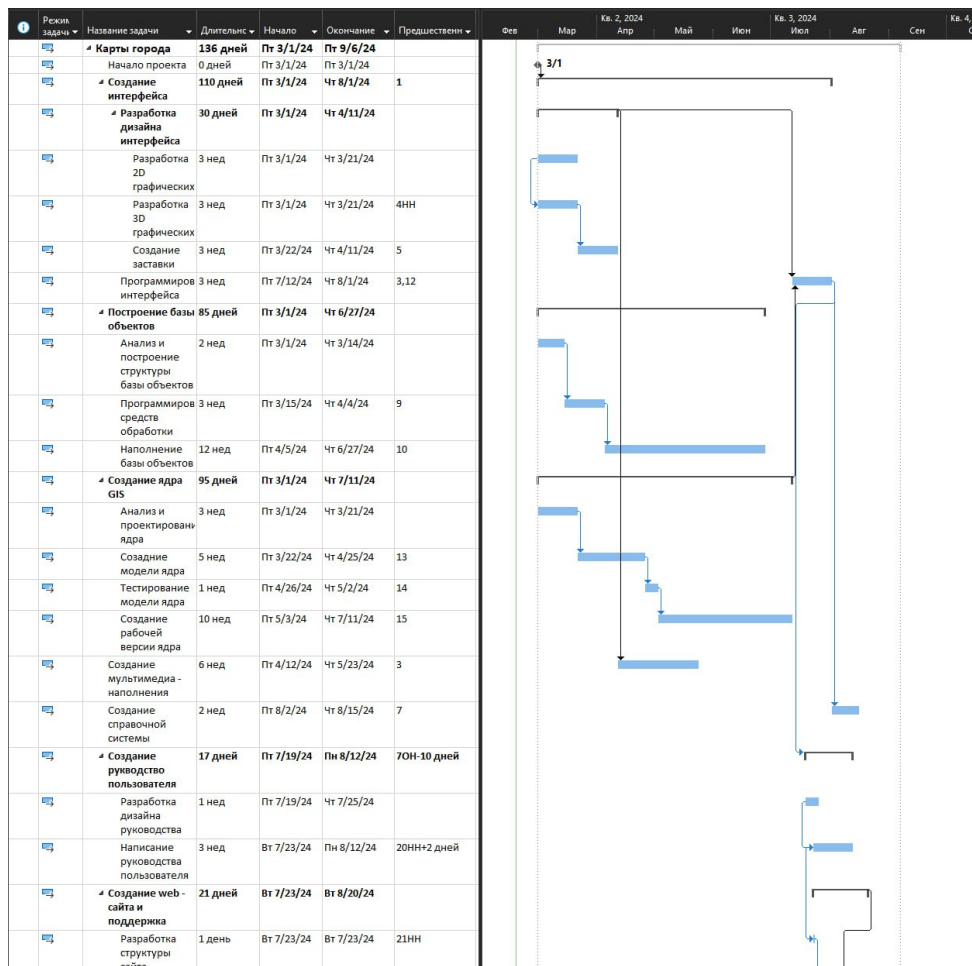 Кв. 2, 2024 Кв. 3, 2024 Кв. 4,
Режим задачи Название задачи Длительнс Начало Окончание Предшественн Фев Мар Апр Май Июн Июл Авг Сен
Карты города 136 дней Пт 3/1/24 Пт 9/6/24
Начало проекта 0 дней Пт 3/1/24 Пт 3/1/24 3/1
Создание 110 дней Пт 3/1/24 Чт 8/1/24 1
интерфейса
Разработка 30 дней Пт 3/1/24 Чт 4/11/24
дизайна
интерфейса
Разработка 3 нед Пт 3/1/24 Чт 3/21/24
2D
графических
Разработка 3 нед Пт 3/1/24 Чт 3/21/24 4НН
3D
графических
Создание 3 нед Пт 3/22/24 Чт 4/11/24 5
заставки
Программиров 3 нед Пт 7/12/24 Чт 8/1/24 3,12
интерфейса
Построение базы 85 дней Пт 3/1/24 Чт 6/27/24
объектов
Анализ и 2 нед Пт 3/1/24 Чт 3/14/24
построение
структуры
базы объектов
Программиров 3 нед Пт 3/15/24 Чт 4/4/24 9
средств
обработки
Наполнение 12 нед Пт 4/5/24 Чт 6/27/24 10
базы объектов
Создание ядра 95 дней Пт 3/1/24 Чт 7/11/24
GIS
Анализ и 3 нед Пт 3/1/24 Чт 3/21/24
проектировани
ядра
Созадние 5 нед Пт 3/22/24 Чт 4/25/24 13
модели ядра
Тестирование 1 нед Пт 4/26/24 Чт 5/2/24 14
модели ядра
Создание 10 нед Пт 5/3/24 Чт 7/11/24 15
рабочей
версии ядра
Создание 6 нед Пт 4/12/24 Чт 5/23/24 3
мультимедиа -
наполнения
Создание 2 нед Пт 8/2/24 Чт 8/15/24 7
справочной
системы
Создание 17 дней Пт 7/19/24 Пн 8/12/24 7ОН-10 дней
рукводство
пользователя
Разработка 1 нед Пт 7/19/24 Чт 7/25/24
дизайна
руководства
Написание 3 нед Вт 7/23/24 Пн 8/12/24 20НН+2 дней
руководства
пользователя
Создание web - 21 дней Вт 7/23/24 Вт 8/20/24
сайта и
поддержка
Разработка 1 день Вт 7/23/24 Вт 7/23/24 21НН
структуры